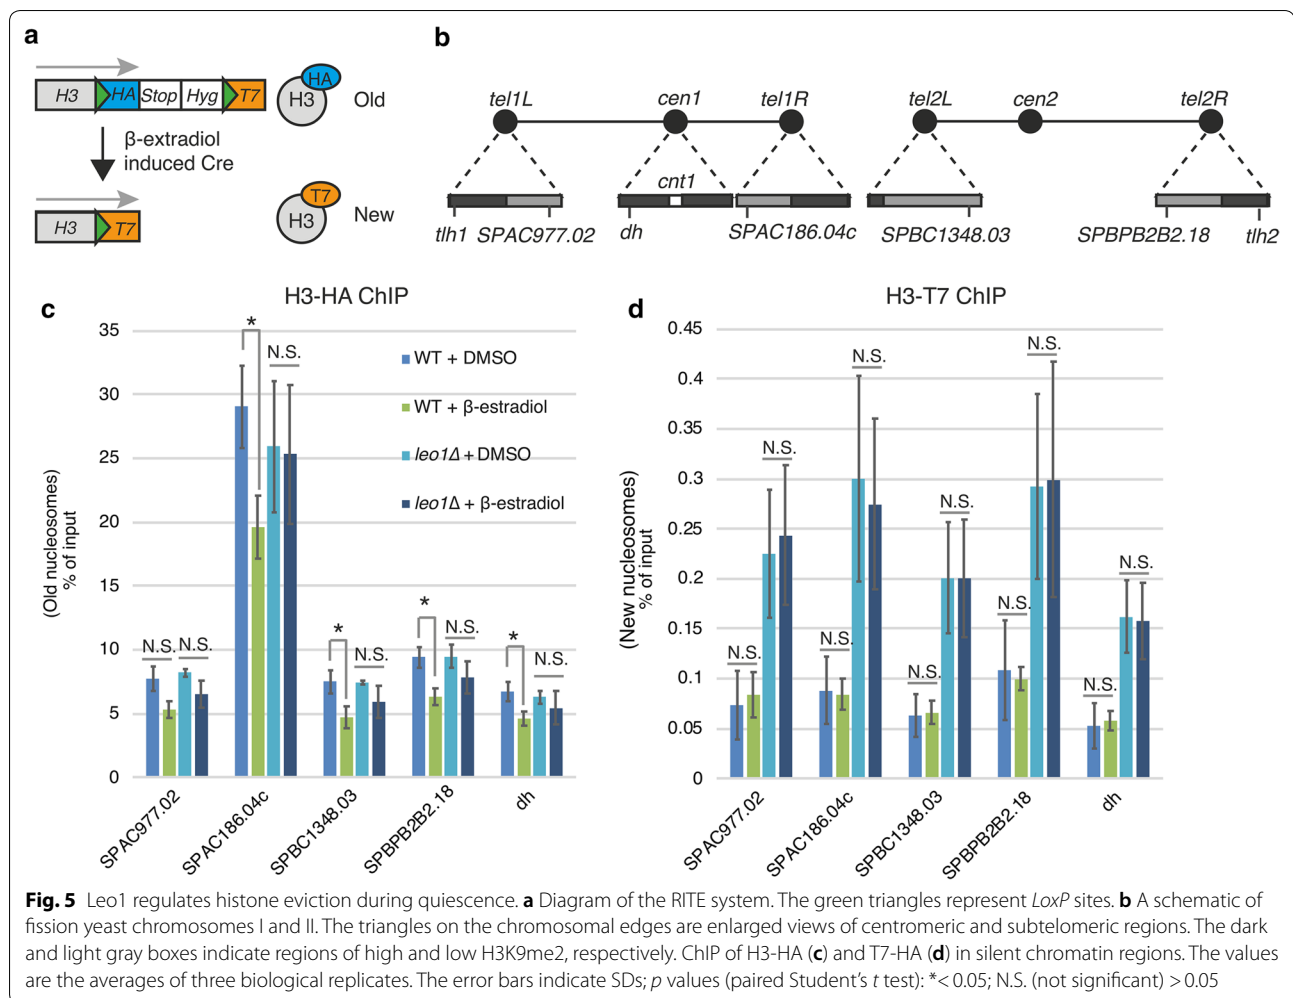 a
H3 HA Stop Hyg T7
HA
H3
Old
β-extradiol
induced Cre
H3 T7
T7
H3
New
b
tel1L cen1 tel1R tel2L cen2 tel2R
cnt1
tlh1 SPAC977.02 dh SPAC186.04c SPBC1348.03 SPBPB2B2.18 tlh2
c
H3-HA ChIP
(Old nucleosomes)
% of input
35
30
25
20
15
10
5
0
WT + DMSO
WT + β-estradiol
leo1Δ + DMSO
leo1Δ + β-estradiol
N.S. N.S.
* N.S.
* N.S.
* N.S.
* N.S.
SPAC977.02
SPAC186.04c
SPBC1348.03
SPBPB2B2.18
dh
d
H3-T7 ChIP
(New nucleosomes)
% of input
0.45
0.4
0.35
0.3
0.25
0.2
0.15
0.1
0.05
0
N.S. N.S.
N.S. N.S.
N.S. N.S.
N.S. N.S.
N.S. N.S.
SPAC977.02
SPAC186.04c
SPBC1348.03
SPBPB2B2.18
dh
Fig. 5 Leo1 regulates histone eviction during quiescence. a Diagram of the RITE system. The green triangles represent LoxP sites. b A schematic of
fission yeast chromosomes I and II. The triangles on the chromosomal edges are enlarged views of centromeric and subtelomeric regions. The dark
and light gray boxes indicate regions of high and low H3K9me2, respectively. ChIP of H3-HA (c) and T7-HA (d) in silent chromatin regions. The values
are the averages of three biological replicates. The error bars indicate SDs; p values (paired Student's t test): *< 0.05; N.S. (not significant) > 0.05